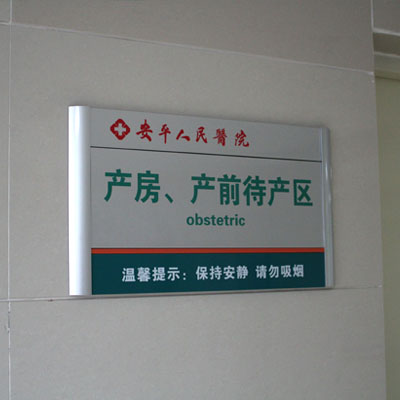 安平人民醫院
产房、产前待产区
obstetric
温馨提示：保持安静 请勿吸烟